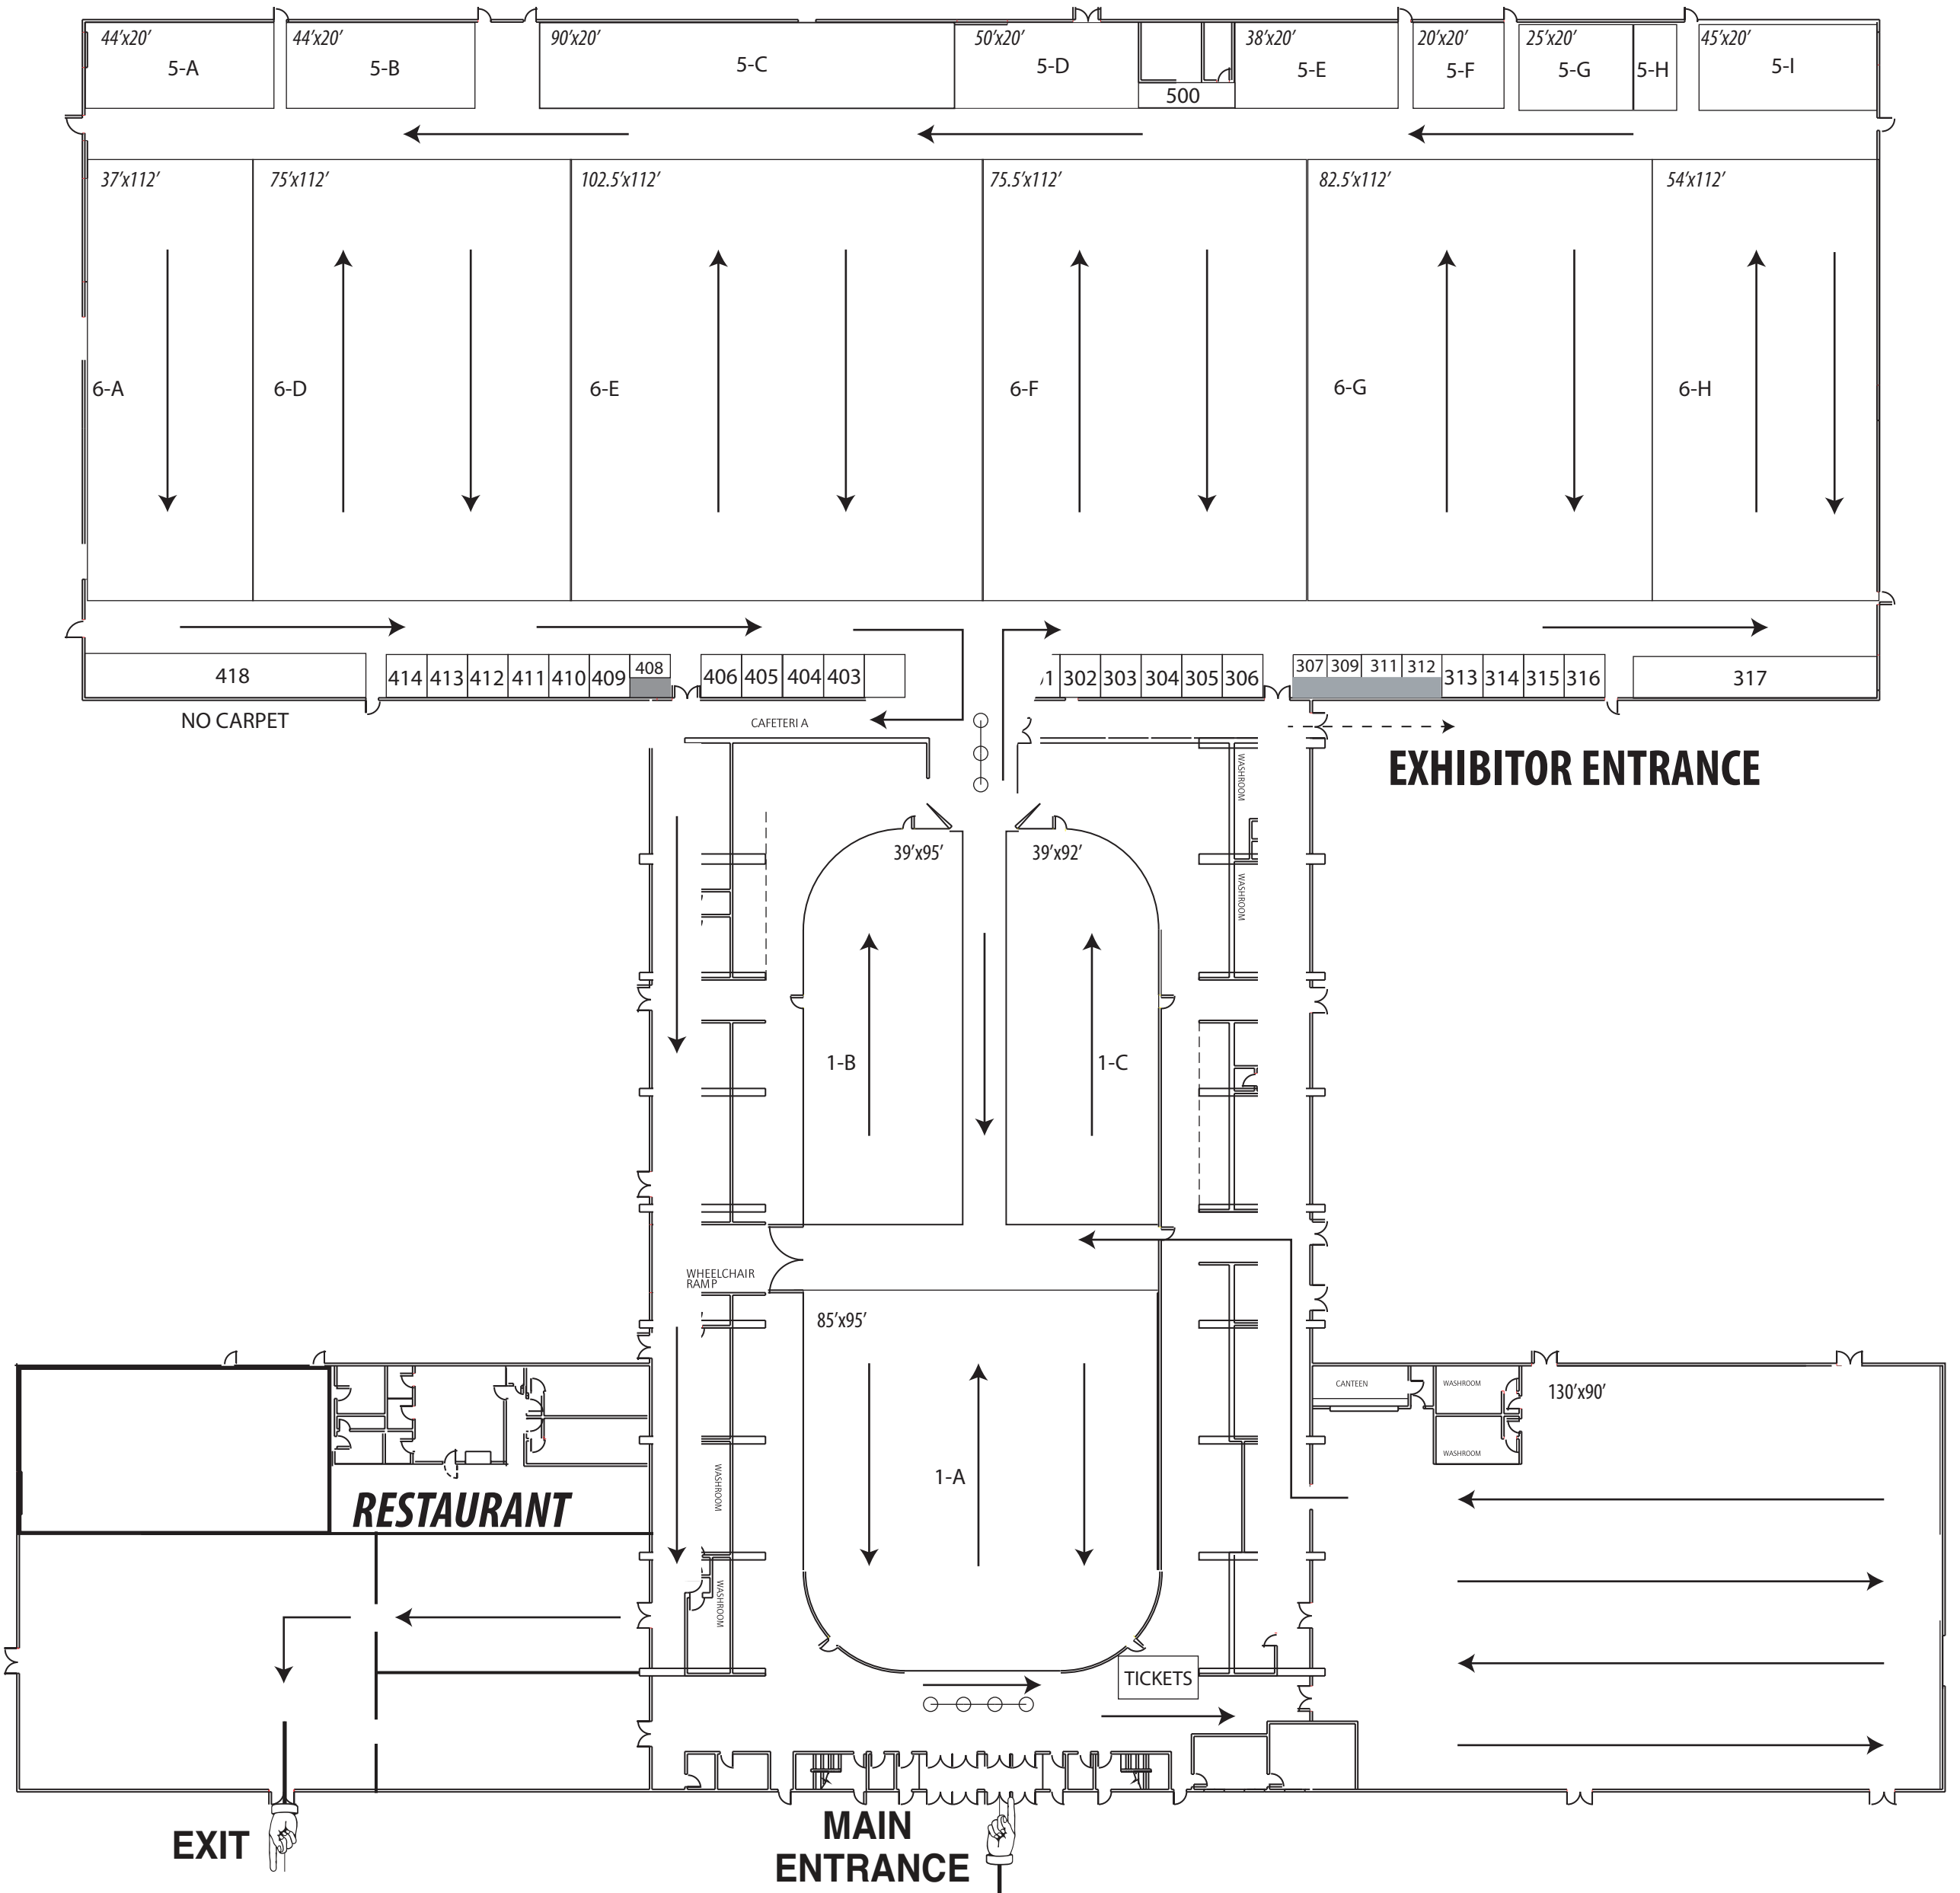 44'x20'
44'x20'
90'x20'
50'x20'
38'x20'
20'x20'
25'x20'
45'x20'
5-A
5-B
5-C
5-D
5-E
5-F
5-G
5-H
5-I
500
37'x112'
75'x112'
102.5'x112'
75.5'x112'
82.5'x112'
54'x112'
6-A
6-D
6-E
6-F
6-G
6-H
418
414
413
412
411
410
409
408
406
405
404
403
302
303
304
305
306
307
309
311
312
313
314
315
316
317
NO CARPET
CAFETERI A
EXHIBITOR ENTRANCE
WASHROOM
WASHROOM
39'x95'
39'x92'
1-B
1-C
WHEELCHAIR
RAMP
85'x95'
1-A
CANTEEN
WASHROOM
WASHROOM
130'x90'
RESTAURANT
WASHROOM
WASHROOM
TICKETS
EXIT
MAIN
ENTRANCE